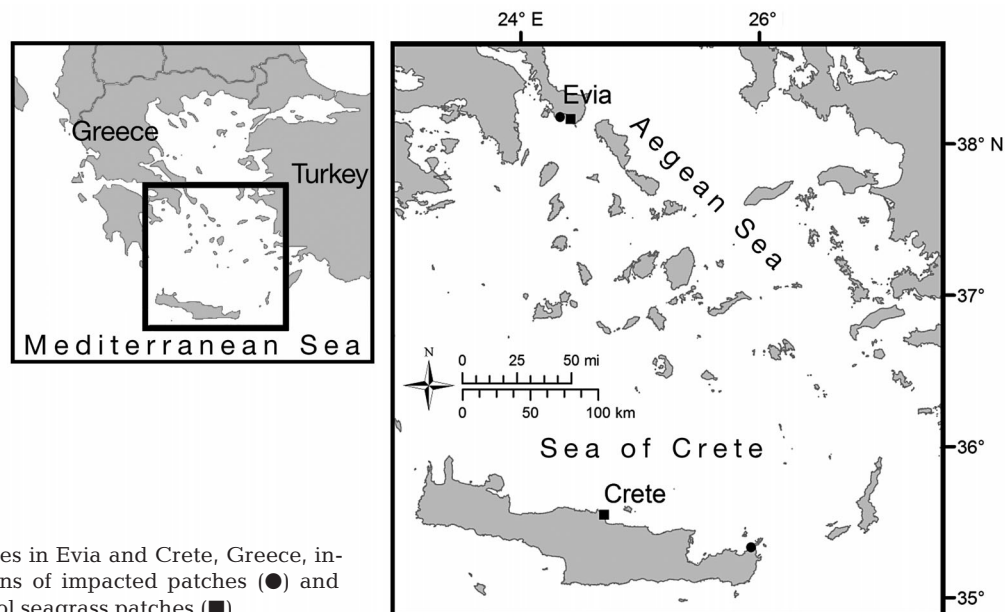 24° E 26°
Greece
Turkey
Mediterranean Sea
Evia
Aegean Sea
38° N
37°
N
0 25 50 mi
0 50 100 km
Sea of Crete
36°
Crete
35°
es in Evia and Crete, Greece, in-
ns of impacted patches (●) and
ol seagrass patches (■)